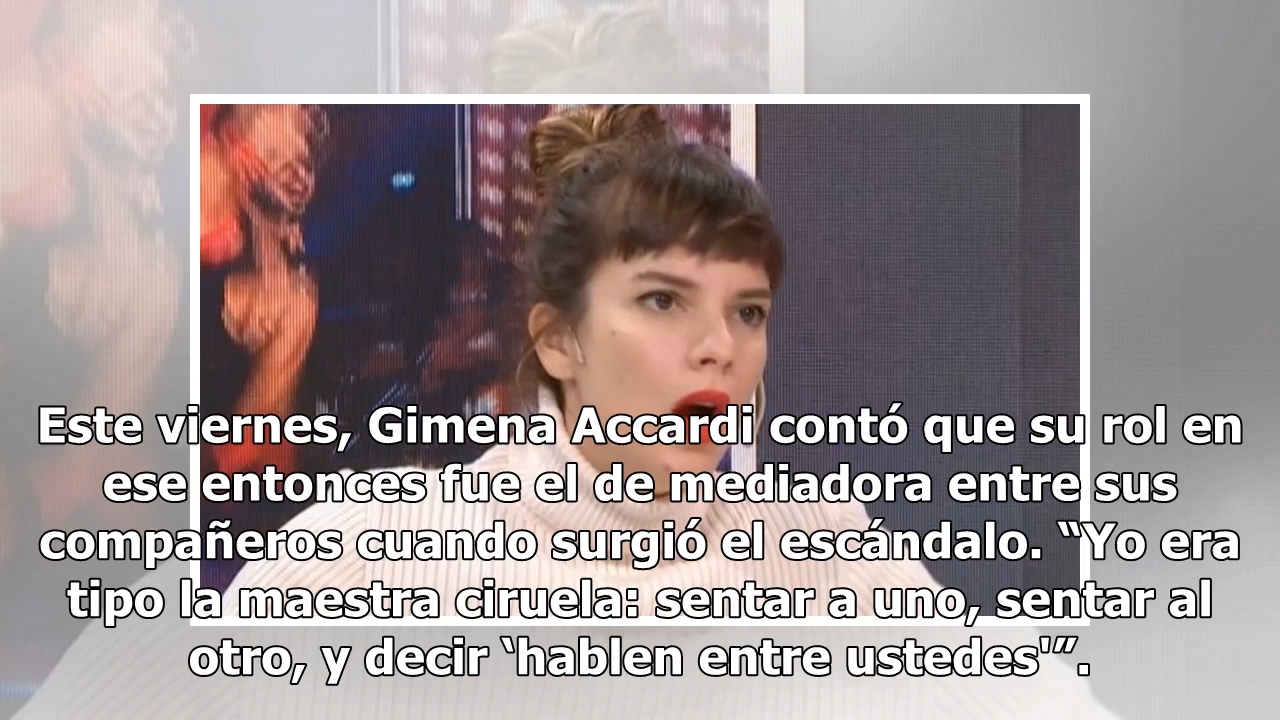 Este viernes, Gimena Accardi contó que su rol en
ese entonces fue el de mediadora entre sus
compañeros cuando surgió el escándalo. “Yo era
tipo la maestra ciruela: sentar a uno, sentar al
otro, y decir ‘hablen entre ustedes'”.